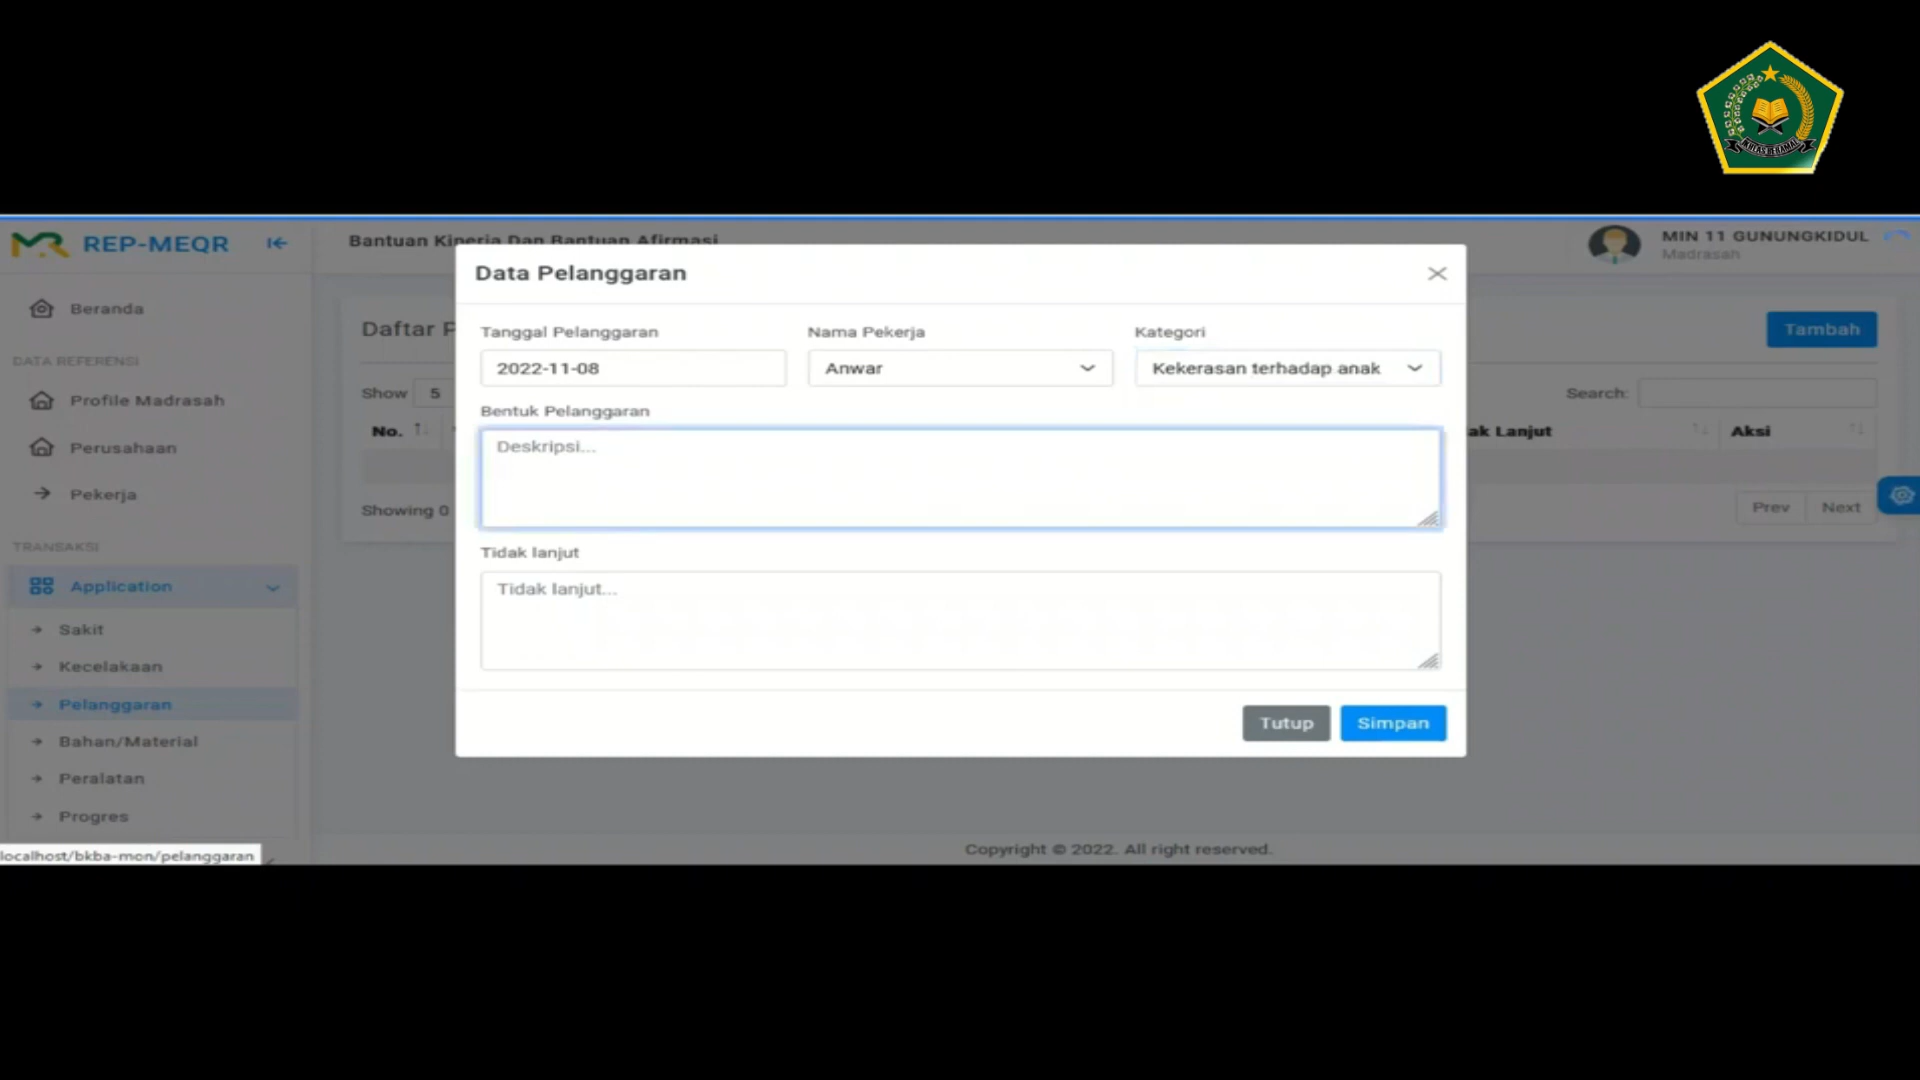 IKHLAS BERAMAL
REP-MEQR
Bantuan Kinerja Dan Bantuan Afirmasi
MIN 11 GUNUNGKIDUL
Madrasah
Beranda
DATA REFERENSI
Profile Madrasah
Perusahaan
Pekerja
TRANSAKSI
Application
Sakit
Kecelakaan
Pelanggaran
Bahan/Material
Peralatan
Progres
localhost/bkba-mon/pelanggaran
Daftar P
Tambah
Show 5
Search:
No.
ak Lanjut
Aksi
Showing 0
Prev
Next
Data Pelanggaran
Tanggal Pelanggaran
Nama Pekerja
Kategori
2022-11-08
Anwar
Kekerasan terhadap anak
Bentuk Pelanggaran
Deskripsi...
Tidak lanjut
Tidak lanjut...
Tutup
Simpan
Copyright © 2022. All right reserved.